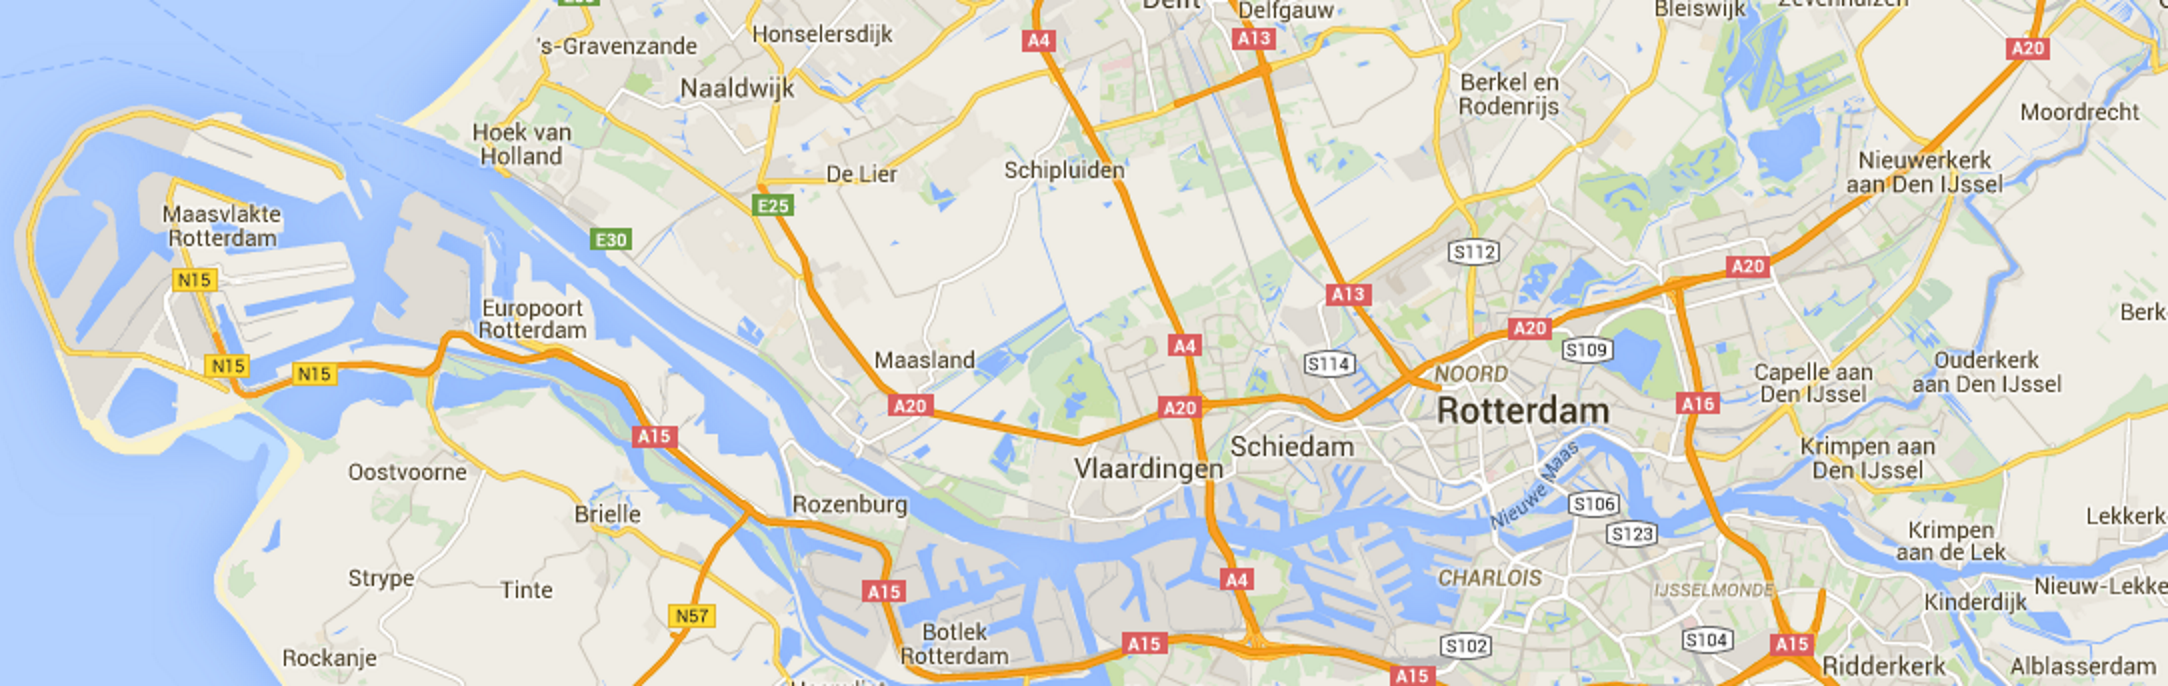 Delft
Delfgauw
Bleiswijk
Zevenhuizen
's-Gravenzande
Honselersdijk
A4
A13
A20
Naaldwijk
Berkel en
Rodenrijs
Moordrecht
Hoek van
Holland
De Lier
Schipluiden
Nieuwerkerk
aan Den IJssel
E25
Maasvlakte
Rotterdam
E30
S112
A20
N15
A13
Europoort
Rotterdam
Berk
A20
A4
S109
Maasland
S114
N15
N15
NOORD
Capelle aan
Den IJssel
Ouderkerk
aan Den IJssel
A20
A20
Rotterdam
A16
A15
Schiedam
Krimpen aan
Den IJssel
Oostvoorne
Vlaardingen
Nieuwe Maas
Rozenburg
S106
Brielle
S123
Krimpen
aan de Lek
Lekkerk
Strype
Tinte
A15
A4
CHARLOIS
IJSSELMONDE
Nieuw-Lekke
Kinderdijk
N57
Botlek
Rotterdam
A15
S102
S104
A15
Rockanje
A15
Ridderkerk
Alblasserdam